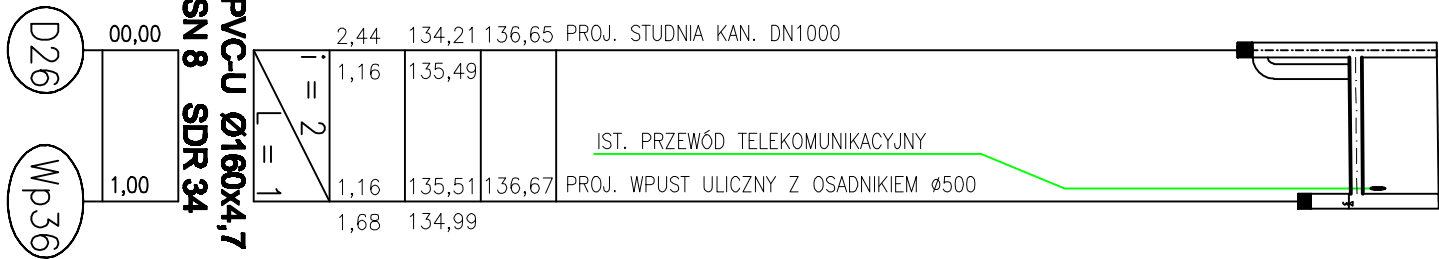 D26
00,00
2,44 134,21 136,65 PROJ. STUDNIA KAN. DN1000
1,16 135,49
PVC-U Ø160x4,7
SN 8 SDR 34
i = 2
L = 1
IST. PRZEWÓD TELEKOMUNIKACYJNY
Wp36
1,00
1,16 135,51 136,67 PROJ. WPUST ULICZNY Z OSADNIKIEM ø500
1,68 134,99